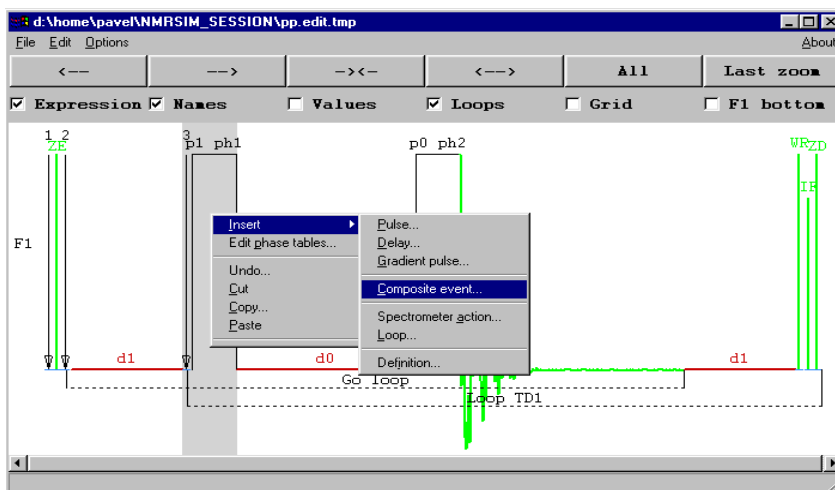 d:\home\pavel\NMRSIM_SESSION\pp.edit.tmp
File Edit Options About
<-- --> -><- <--> All Last zoom
Expression Names Values Loops Grid F1 bottom
1 2 3
ZE p1 ph1 p0 ph2 WR ZD
IF
F1
Insert
Edit phase tables...
Undo...
Cut
Copy...
Paste
Pulse...
Delay...
Gradient pulse...
Composite event...
Spectrometer action...
Loop...
Definition...
d1 d0 d1
Go loop
Loop TD1